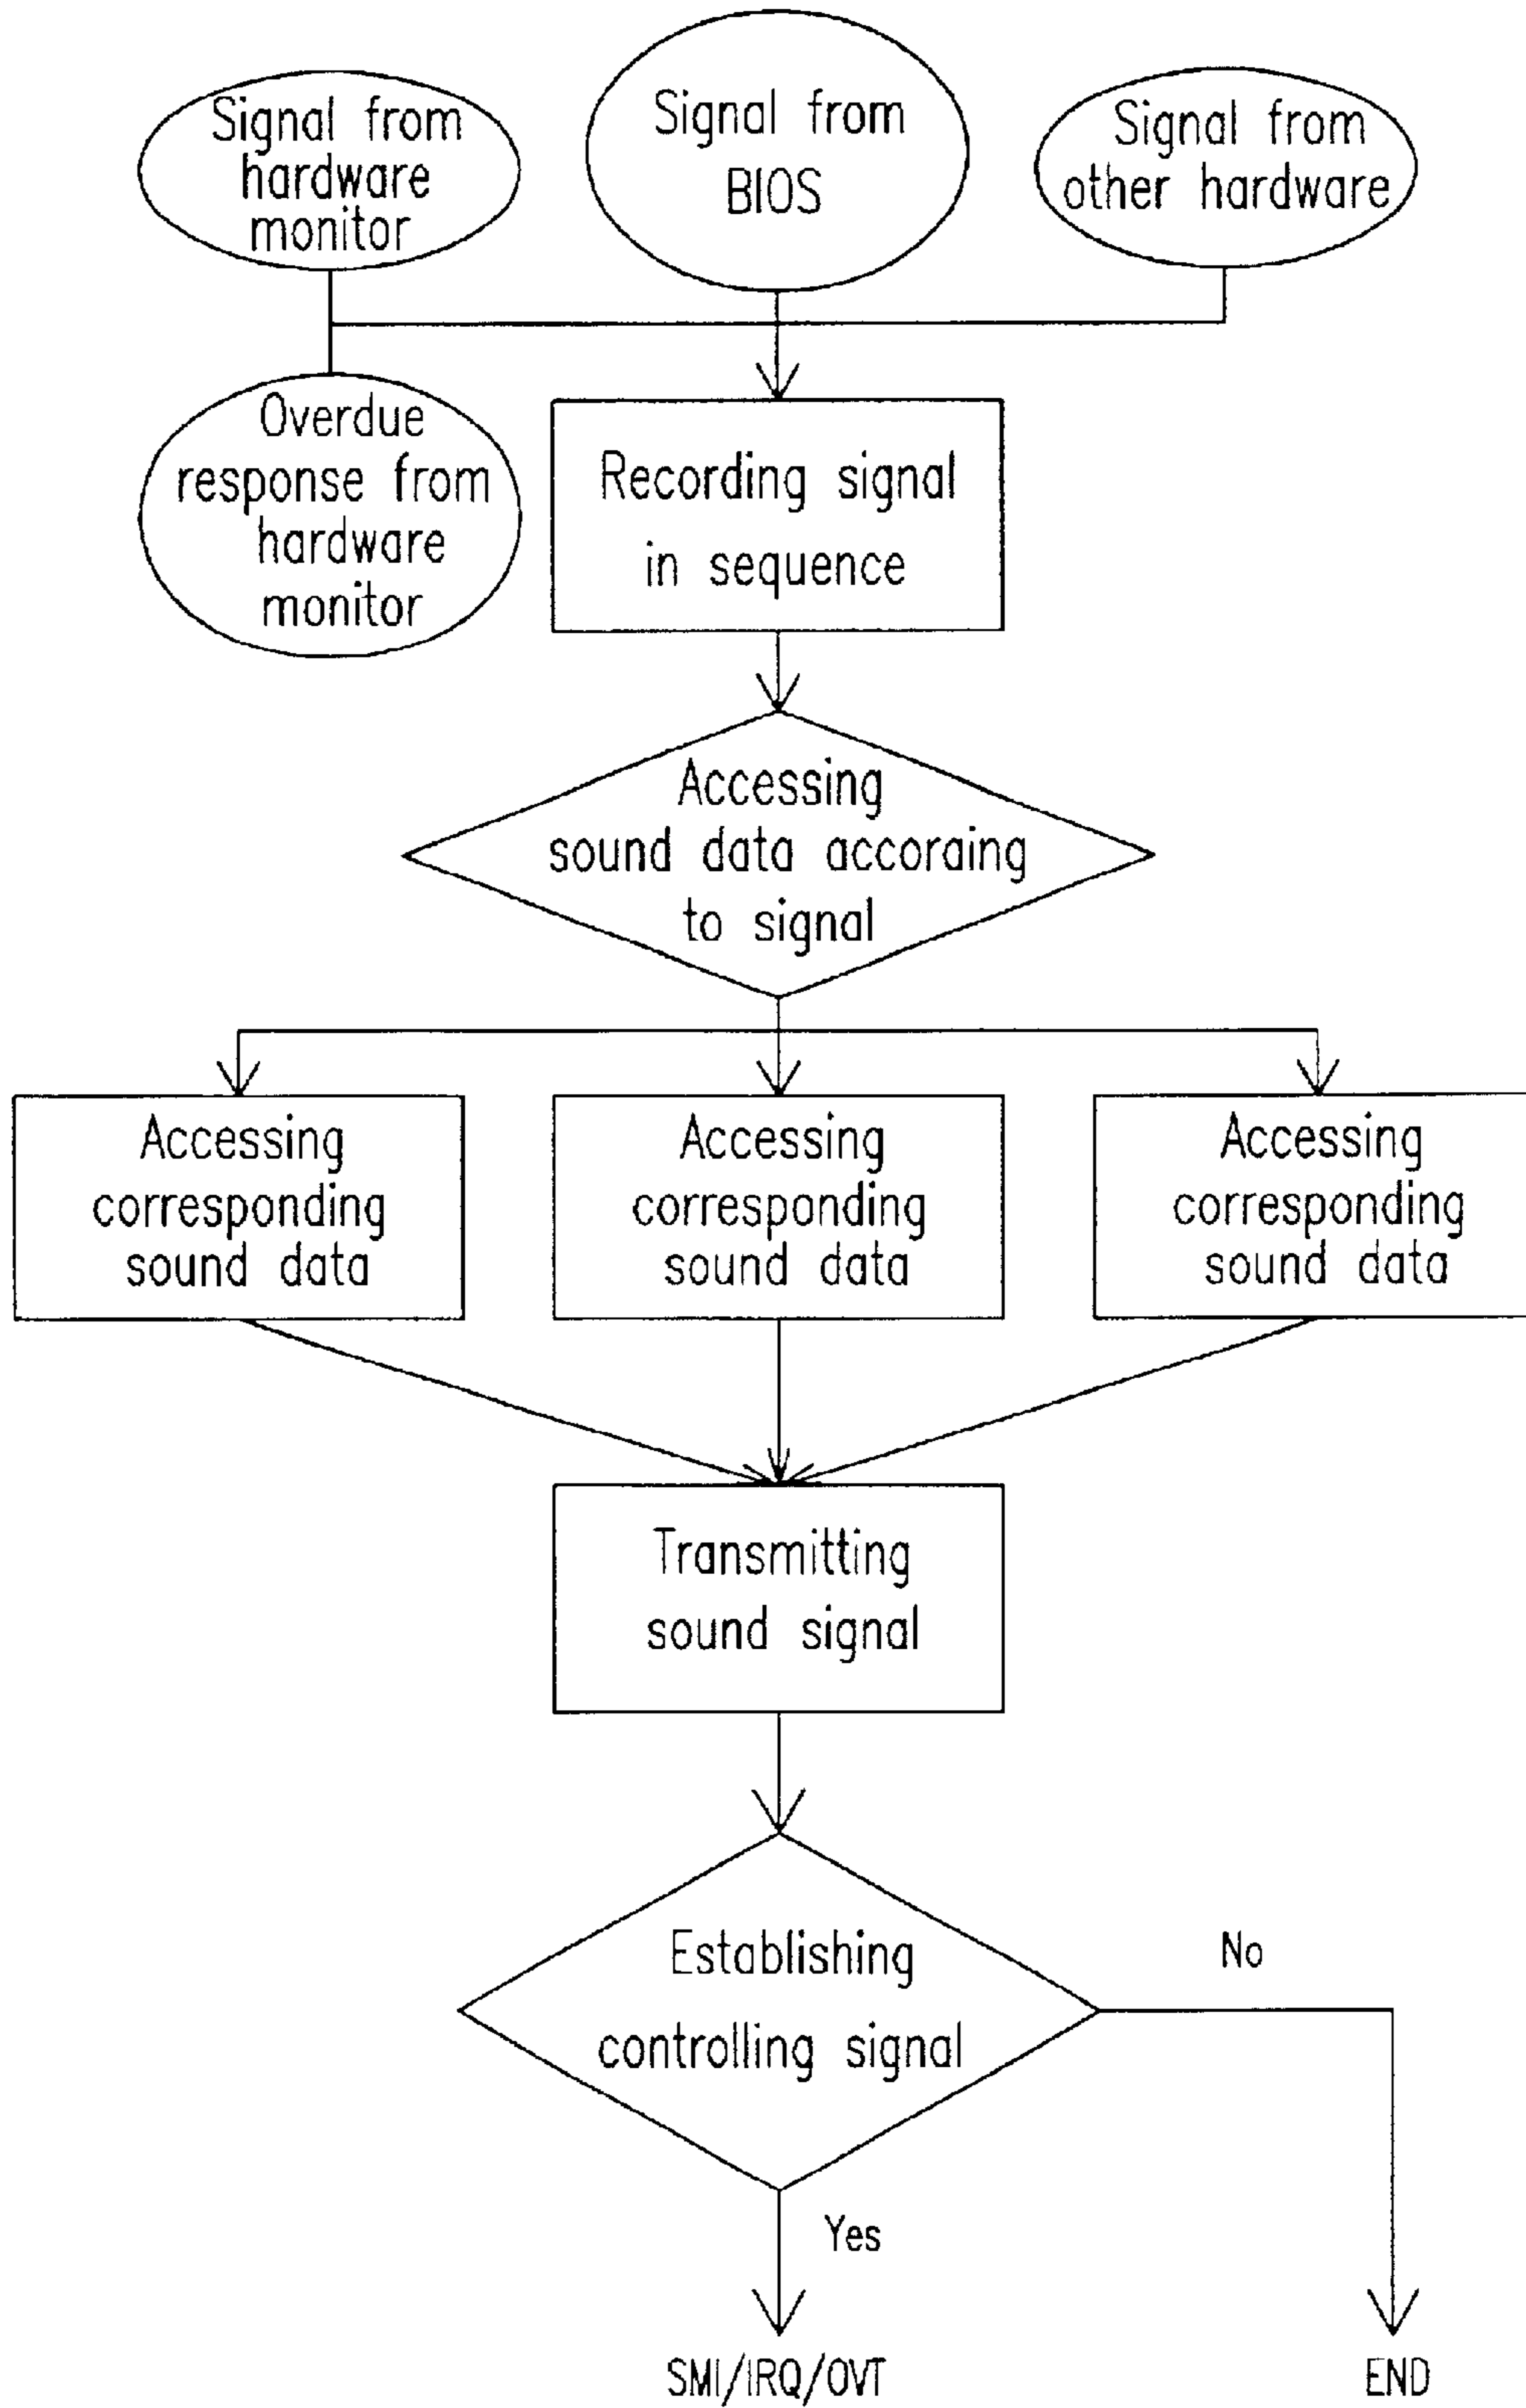 Signal from
hardware
monitor
Signal from
BIOS
Signal from
other hardware
Overdue
response from
hardware
monitor
Recording signal
in sequence
Accessing
sound data accoraing
to signal
Accessing
corresponding
sound data
Accessing
corresponding
sound data
Accessing
corresponding
sound data
Transmitting
sound signal
Establishing
controlling signal
No
Yes
SMI/IRQ/OVT
END